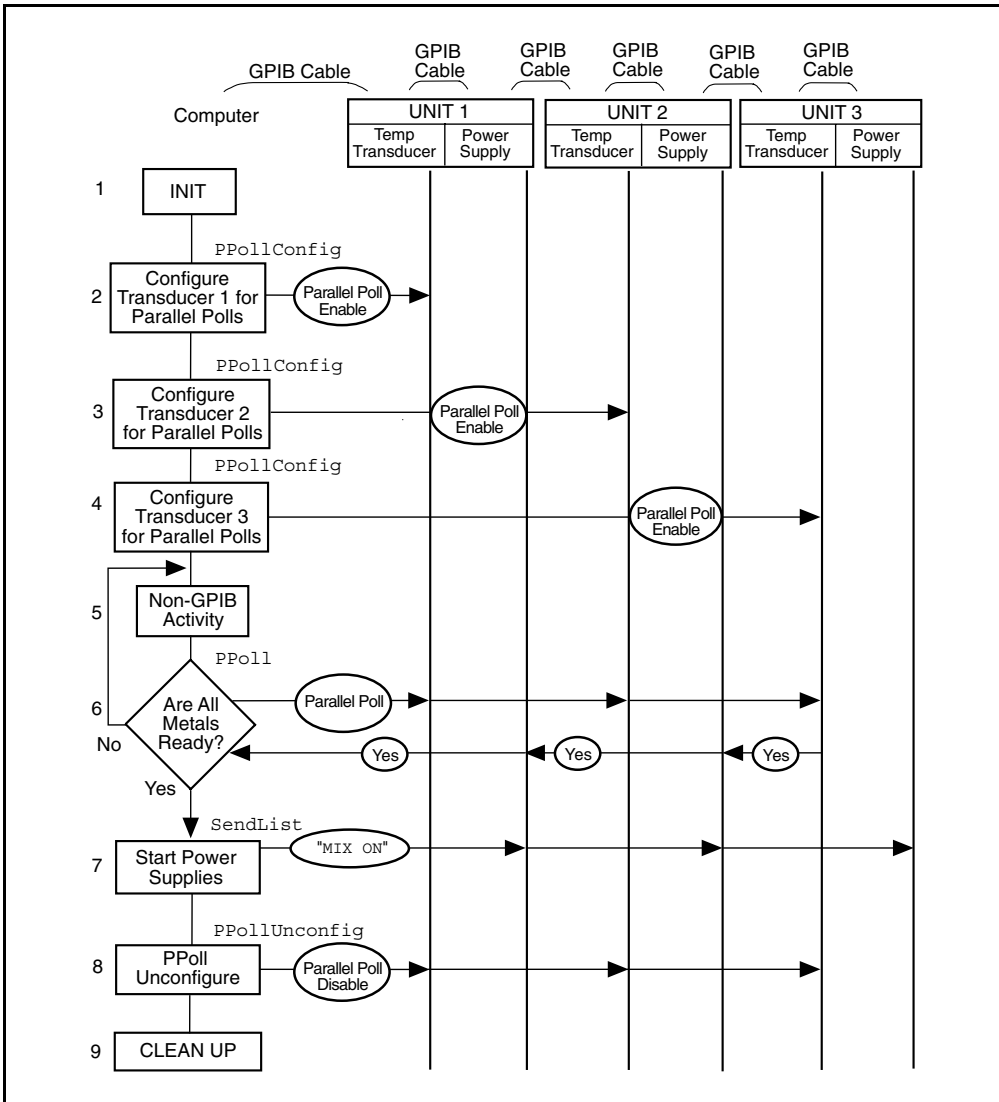 GPIB Cable
GPIB
Cable
GPIB
Cable
GPIB
Cable
GPIB
Cable
GPIB
Cable
Computer
UNIT 1
Temp
Transducer
Power
Supply
UNIT 2
Temp
Transducer
Power
Supply
UNIT 3
Temp
Transducer
Power
Supply
1
INIT
PPollConfig
2
Configure
Transducer 1 for
Parallel Polls
Parallel Poll
Enable
PPollConfig
3
Configure
Transducer 2
for Parallel Polls
Parallel Poll
Enable
PPollConfig
4
Configure
Transducer 3
for Parallel Polls
Parallel Poll
Enable
5
Non-GPIB
Activity
PPoll
6
Are All
Metals
Ready?
Parallel Poll
No
Yes
Yes
Yes
Yes
SendList
7
Start Power
Supplies
"MIX ON"
PPollUnconfig
8
PPoll
Unconfigure
Parallel Poll
Disable
9
CLEAN UP